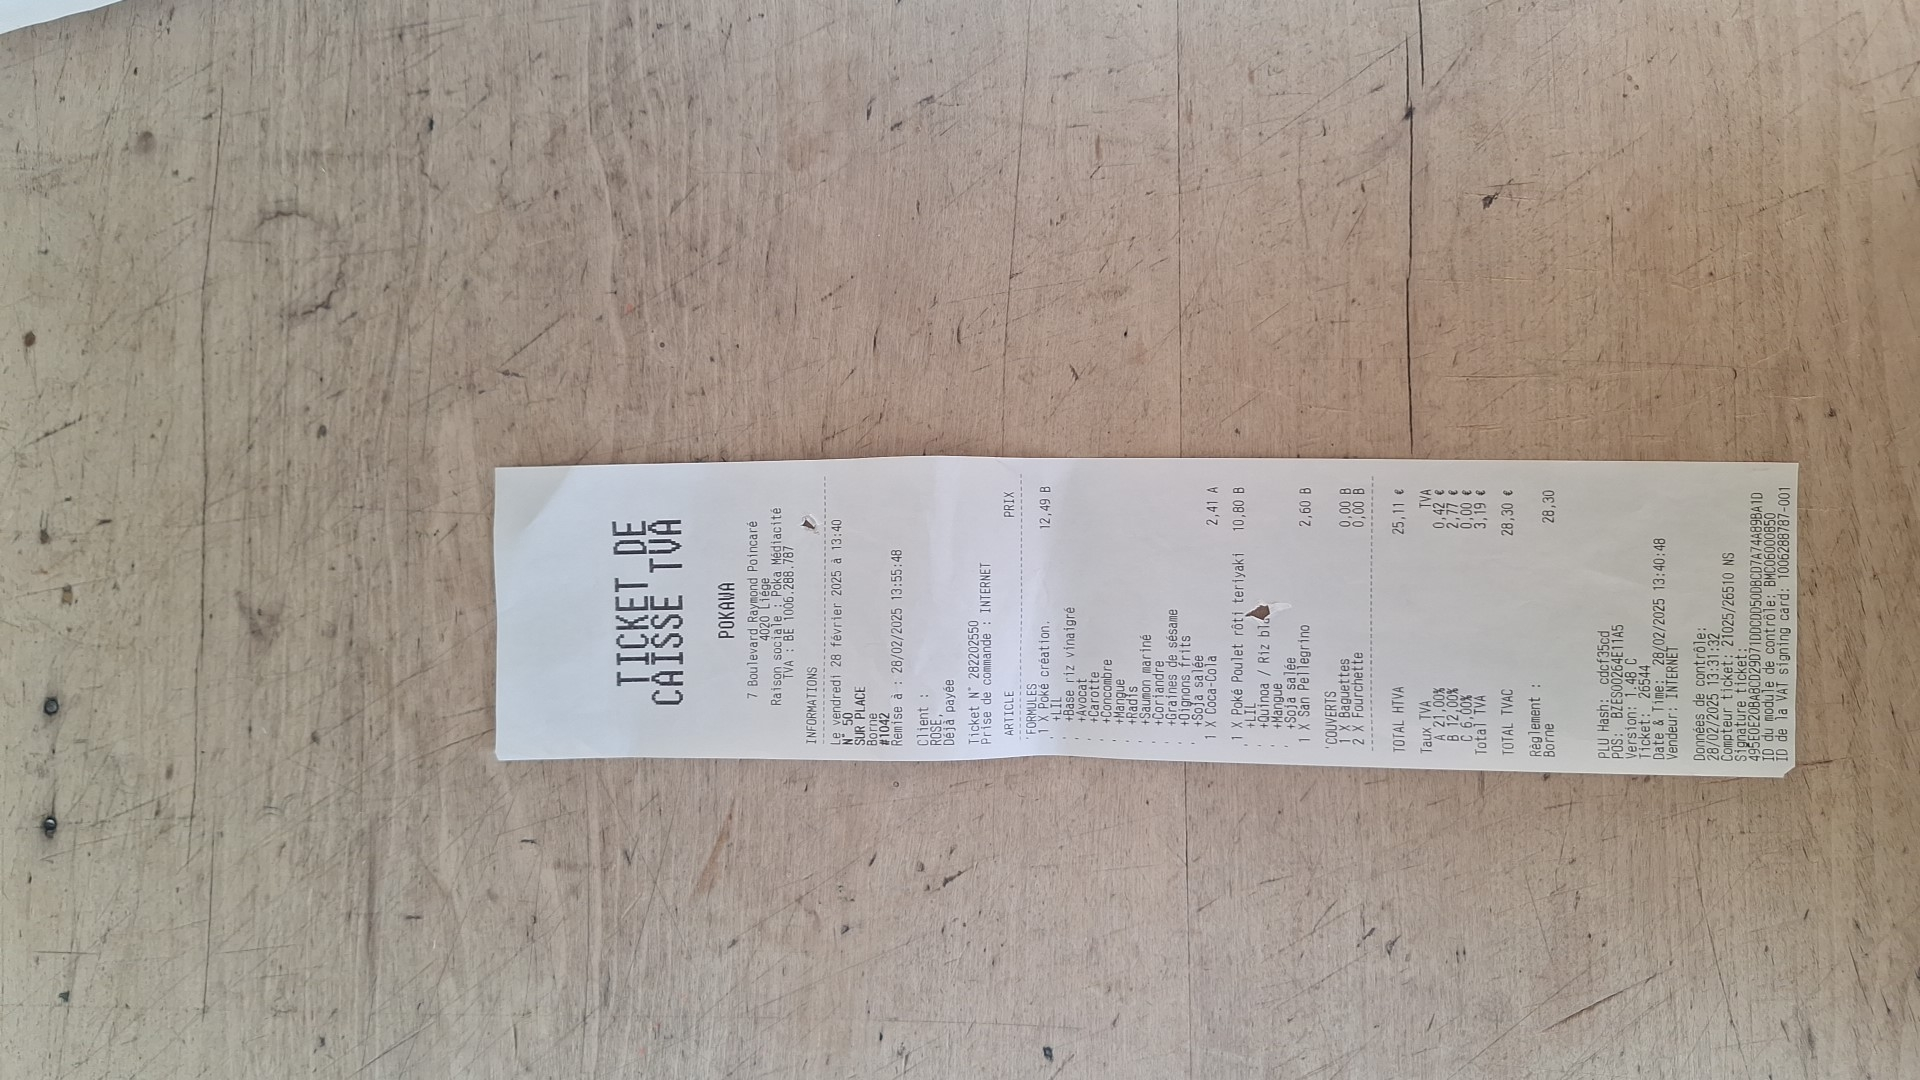 TICKET DE
CAISSE TVA
POKAWA
7 Boulevard Raymond Poincaré
4020 Liège
Raison sociale : Poka Médiacité
TVA : BE 1006.288.787
INFORMATIONS
Le vendredi 28 février 2025 à 13:40
N° 50
SUR PLACE
Borne
#1042
Remise à : 28/02/2025 13:55:48
Client :
ROSE,
Déjà payée
Ticket N° 282202550
Prise de commande : INTERNET
ARTICLE PRIX
'FORMULES
1 X Poké création. 12,49 B
+LIL
+Base riz vinaigré
+Avocat
+Carotte
+Concombre
+Mangue
+Radis
+Saumon mariné
+Coriandre
+Graines de sésame
+Oignons frits
+Soja salée
1 X Coca-Cola 2,41 A
1 X Poké Poulet rôti teriyaki 10,80 B
+LIL
+Quinoa / Riz
+Mangue
+Soja salée
1 X San Pellegrino 2,60 B
'COUVERTS
1 X Baguettes 0,00 B
2 X Fourchette 0,00 B
TOTAL HTVA 25,11 €
Taux TVA TVA
A 21,00% 0,42 €
B 12,00% 2,77 €
C 6,00% 0,00 €
Total TVA 3,19 €
TOTAL TVAC 28,30 €
Règlement :
Borne 28,30
PLU Hash: cdcf35cd
POS: BZES00264E11A5
Version: 1.48 C
Ticket: 26544
Date & Time: 28/02/2025 13:40:48
Vendeur: INTERNET
Données de contrôle:
28/02/2025 13:31:32
Compteur ticket: 21025/26510 NS
Signature ticket:
495E0E20BA8CD29D71DDCDD500BCD7A74A89BA1D
ID du module de contrôle: BMC06000850
ID de la VAT signing card: 1006288787-001